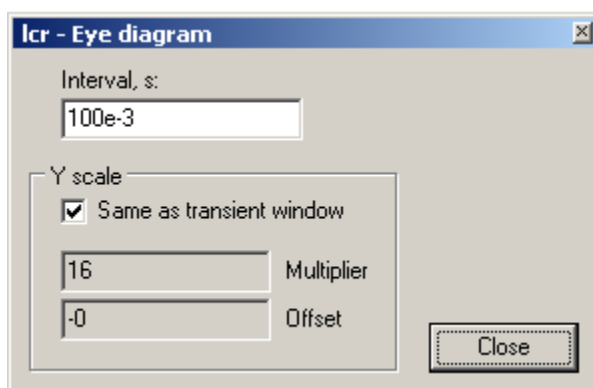 lcr - Eye diagram
Interval, s:
100e-3
Y scale
Same as transient window
16 Multiplier
-0 Offset
Close